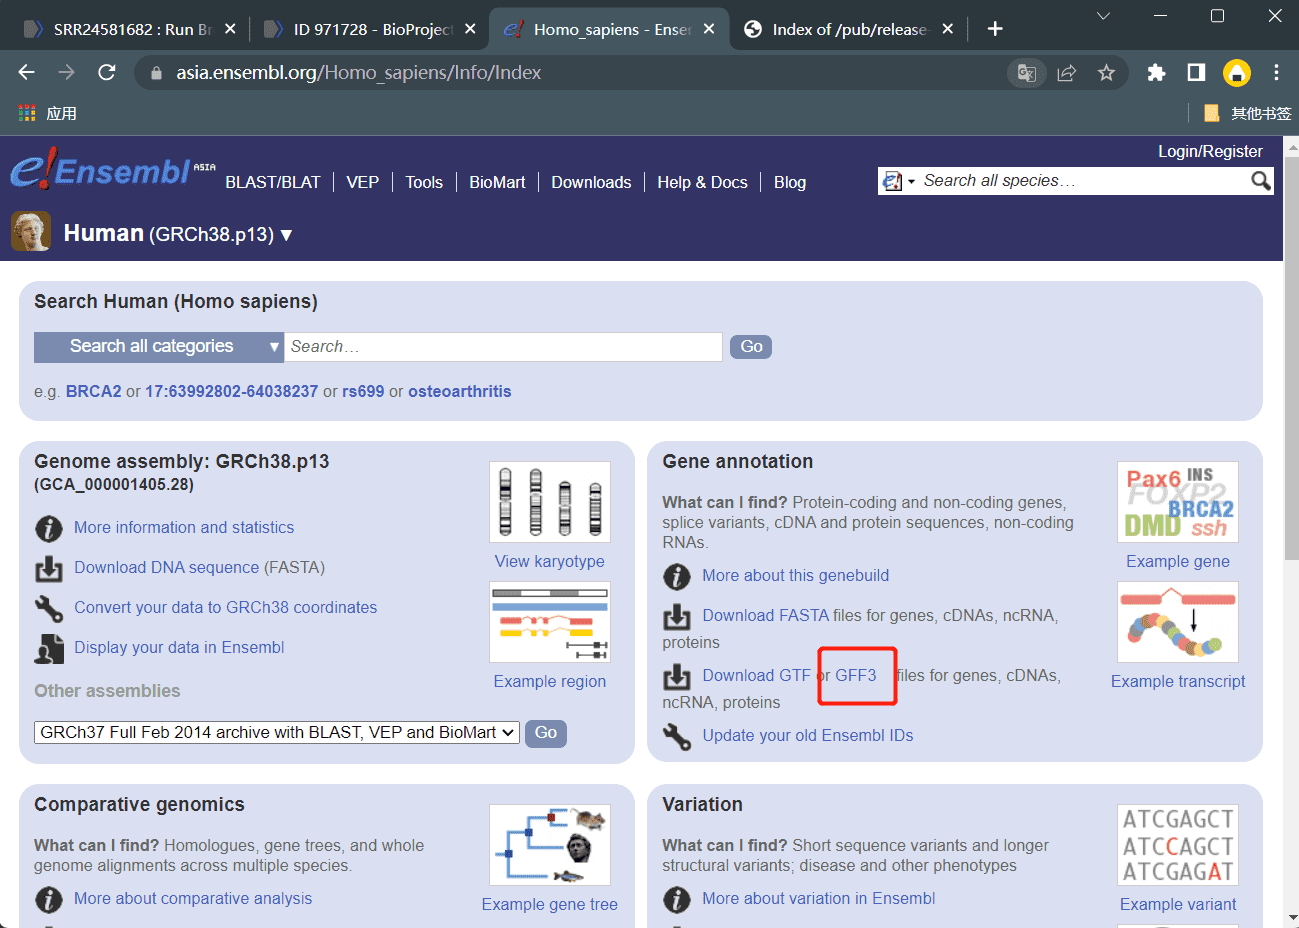 SRR24581682 : Run Br
ID 971728 - BioProject
Homo_sapiens - Enser
Index of /pub/release-
asia.ensembl.org/Homo_sapiens/Info/Index
应用
其他书签
Login/Register
e!Ensembl ASIA
BLAST/BLAT
VEP
Tools
BioMart
Downloads
Help & Docs
Blog
Search all species…
Human (GRCh38.p13) ▼
Search Human (Homo sapiens)
Search all categories ▼
Search…
Go
e.g. BRCA2 or 17:63992802-64038237 or rs699 or osteoarthritis
Genome assembly: GRCh38.p13
(GCA_000001405.28)
More information and statistics
Download DNA sequence (FASTA)
Convert your data to GRCh38 coordinates
Display your data in Ensembl
View karyotype
Example region
Other assemblies
GRCh37 Full Feb 2014 archive with BLAST, VEP and BioMart
Go
Gene annotation
What can I find? Protein-coding and non-coding genes,
splice variants, cDNA and protein sequences, non-coding
RNAs.
More about this genebuild
Download FASTA files for genes, cDNAs, ncRNA,
proteins
Download GTF or GFF3 files for genes, cDNAs,
ncRNA, proteins
Update your old Ensembl IDs
Pax6 INS
FOXP2
BRCA2
DMD ssh
Example gene
Example transcript
Comparative genomics
What can I find? Homologues, gene trees, and whole
genome alignments across multiple species.
More about comparative analysis
Example gene tree
Variation
What can I find? Short sequence variants and longer
structural variants; disease and other phenotypes
More about variation in Ensembl
ATCGAGCT
ATCCAGCT
ATCGAGAT
Example variant